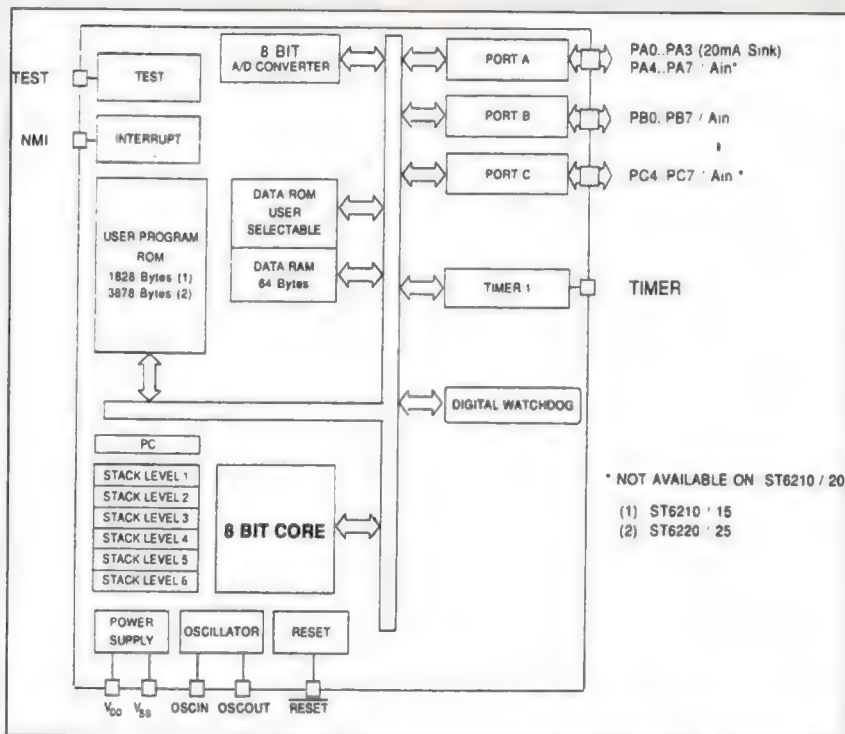 8 BIT
A/D CONVERTER
PORT A
PA0..PA3 (20mA Sink)
PA4..PA7 / Ain*
TEST
TEST
PORT B
PB0. PB7 / Ain
NMI
INTERRUPT
PORT C
PC4 PC7 / Ain *
USER PROGRAM
ROM
1828 Bytes (1)
3878 Bytes (2)
DATA ROM
USER
SELECTABLE
DATA RAM
64 Bytes
TIMER 1
TIMER
DIGITAL WATCHDOG
PC
STACK LEVEL 1
STACK LEVEL 2
STACK LEVEL 3
STACK LEVEL 4
STACK LEVEL 5
STACK LEVEL 6
8 BIT CORE
* NOT AVAILABLE ON ST6210 / 20
(1) ST6210 / 15
(2) ST6220 / 25
POWER
SUPPLY
OSCILLATOR
RESET
VDD VSS OSCIN OSCOUT RESET